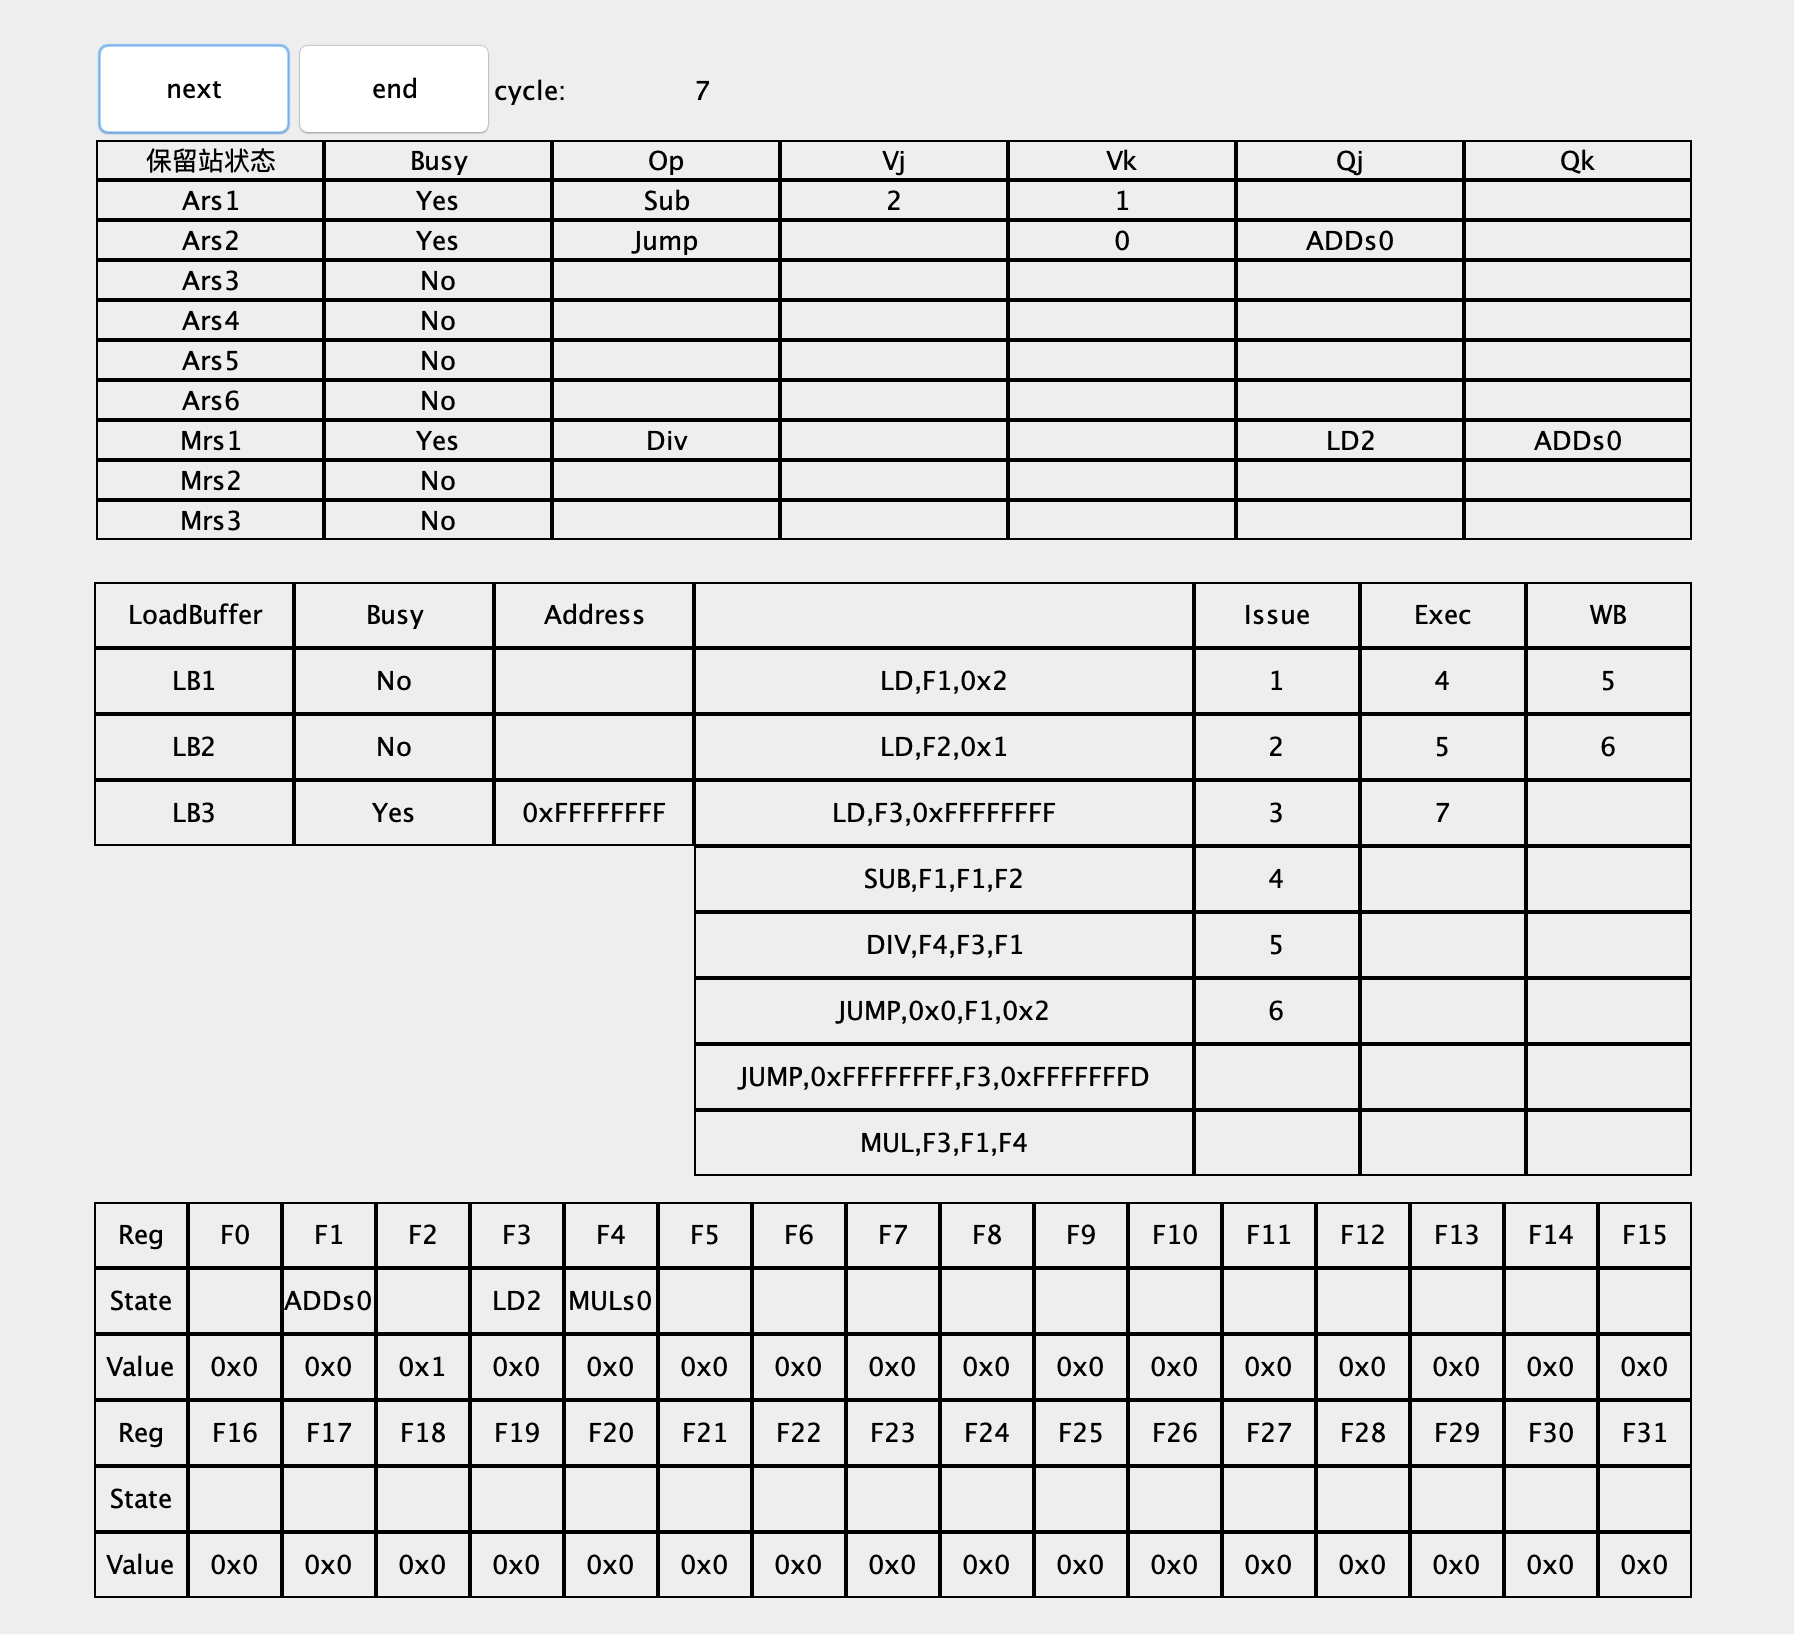 next end cycle: 7
保留站状态 Busy Op Vj Vk Qj Qk
Ars1 Yes Sub 2 1
Ars2 Yes Jump 0 ADDs0
Ars3 No
Ars4 No
Ars5 No
Ars6 No
Mrs1 Yes Div LD2 ADDs0
Mrs2 No
Mrs3 No
LoadBuffer Busy Address Issue Exec WB
LB1 No LD,F1,0x2 1 4 5
LB2 No LD,F2,0x1 2 5 6
LB3 Yes 0xFFFFFFFF LD,F3,0xFFFFFFFF 3 7
SUB,F1,F1,F2 4
DIV,F4,F3,F1 5
JUMP,0x0,F1,0x2 6
JUMP,0xFFFFFFFF,F3,0xFFFFFFFD
MUL,F3,F1,F4
Reg F0 F1 F2 F3 F4 F5 F6 F7 F8 F9 F10 F11 F12 F13 F14 F15
State ADDs0 LD2 MULs0
Value 0x0 0x0 0x1 0x0 0x0 0x0 0x0 0x0 0x0 0x0 0x0 0x0 0x0 0x0 0x0 0x0
Reg F16 F17 F18 F19 F20 F21 F22 F23 F24 F25 F26 F27 F28 F29 F30 F31
State
Value 0x0 0x0 0x0 0x0 0x0 0x0 0x0 0x0 0x0 0x0 0x0 0x0 0x0 0x0 0x0 0x0